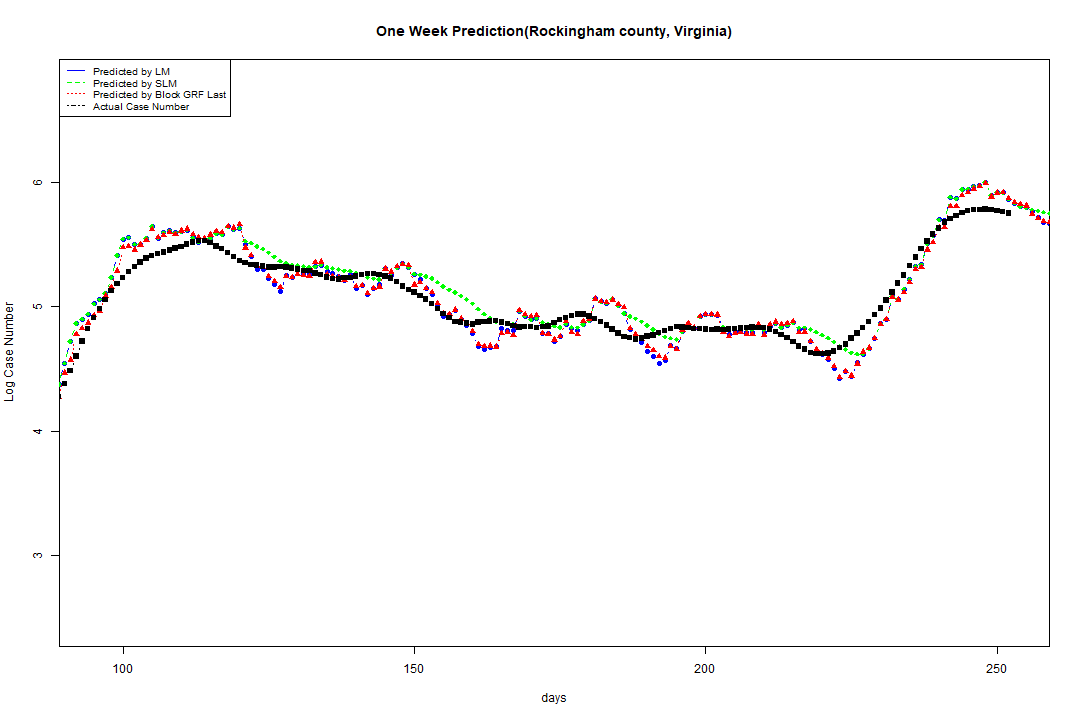 One Week Prediction(Rockingham county, Virginia)
Predicted by LM
Predicted by SLM
Predicted by Block GRF Last
Actual Case Number
6
5
4
3
Log Case Number
100 150 200 250
days